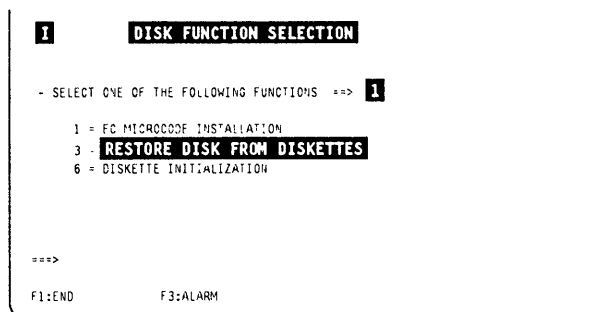 I DISK FUNCTION SELECTION
- SELECT ONE OF THE FOLLOWING FUNCTIONS ==> 1
1 = EC MICROCODE INSTALLATION
3 - RESTORE DISK FROM DISKETTES
6 = DISKETTE INITIALIZATION
===>
F1:END F3:ALARM